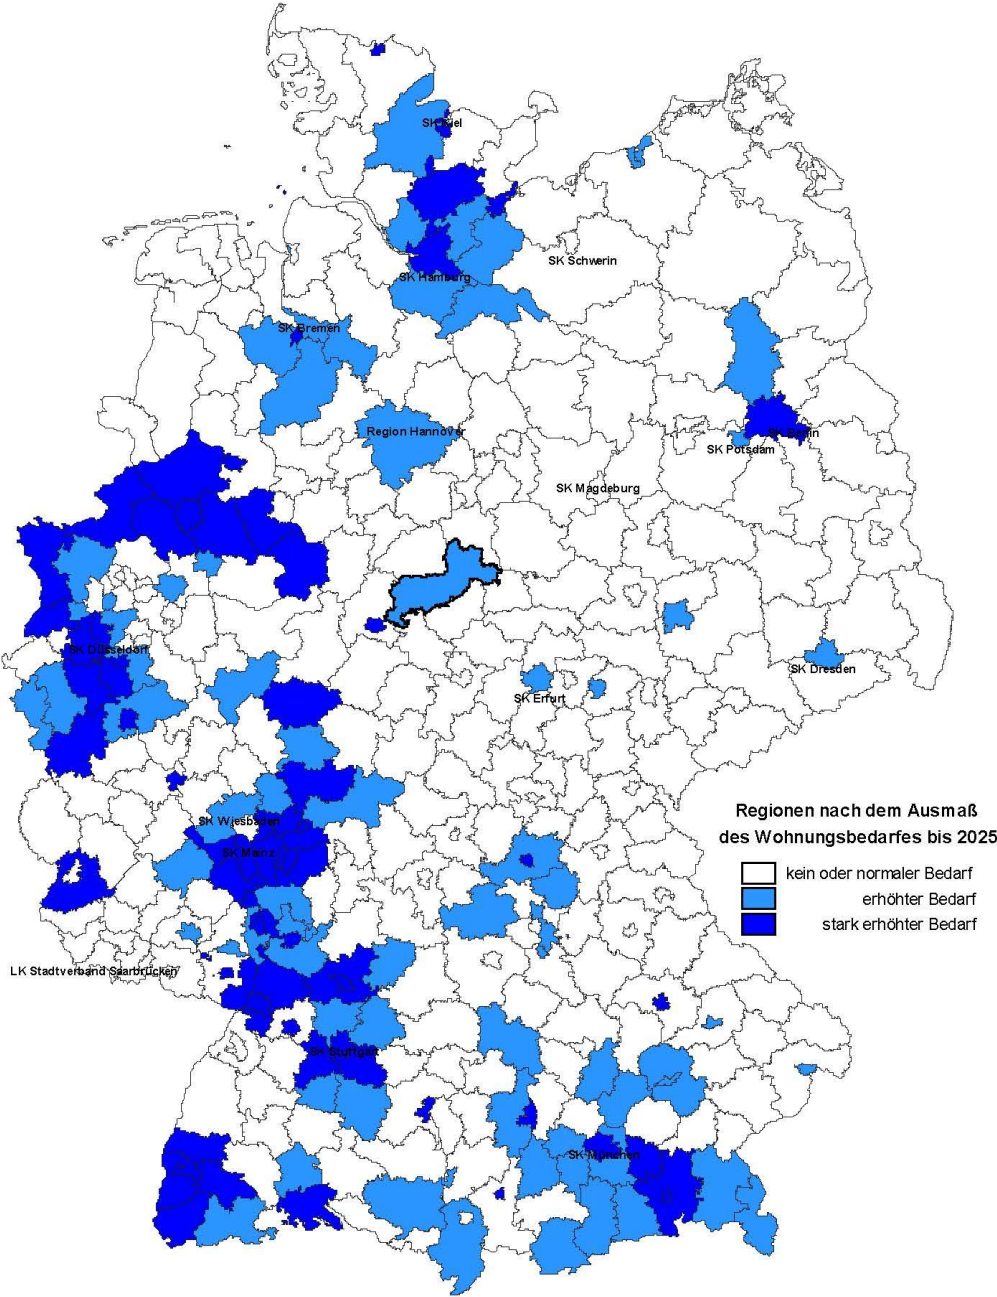 SK Kiel
SK Schwerin
SK Hamburg
SK Bremen
Region Hannover
SK Berlin
SK Potsdam
SK Magdeburg
SK Düsseldorf
SK Dresden
SK Erfurt
Regionen nach dem Ausmaß
des Wohnungsbedarfes bis 2025
kein oder normaler Bedarf
erhöhter Bedarf
stark erhöhter Bedarf
SK Wiesbaden
SK Mainz
LK Stadtverband Saarbrücken
SK Stuttgart
SK München